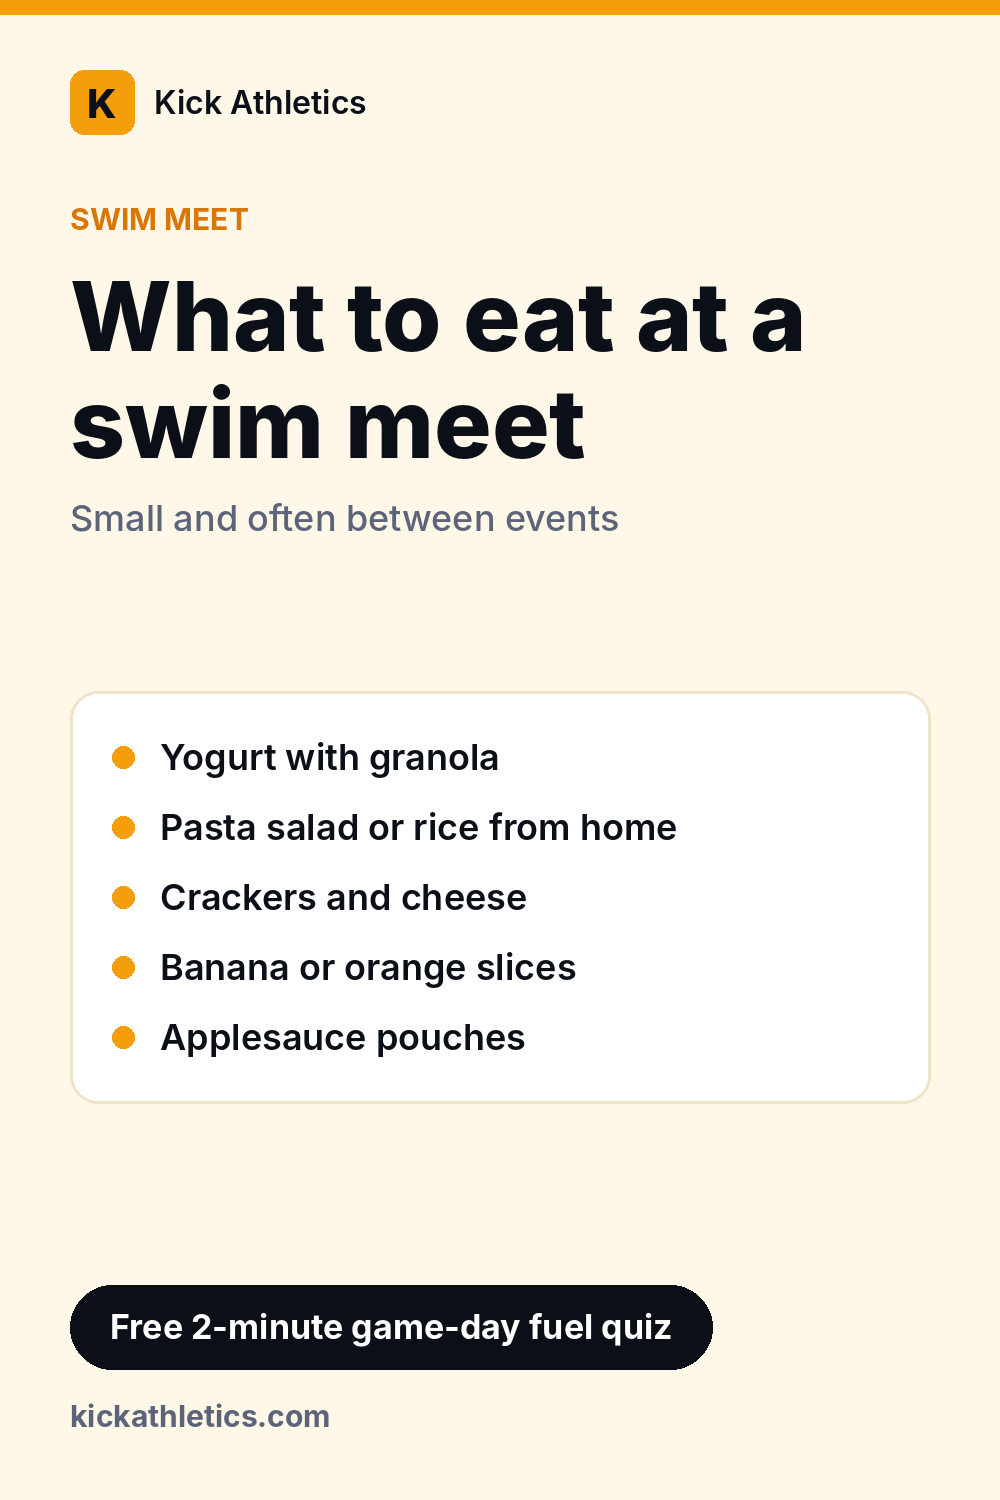 K
Kick Athletics
SWIM MEET
What to eat at a
swim meet
Small and often between events
Yogurt with granola
Pasta salad or rice from home
Crackers and cheese
Banana or orange slices
Applesauce pouches
Free 2-minute game-day fuel quiz
kickathletics.com